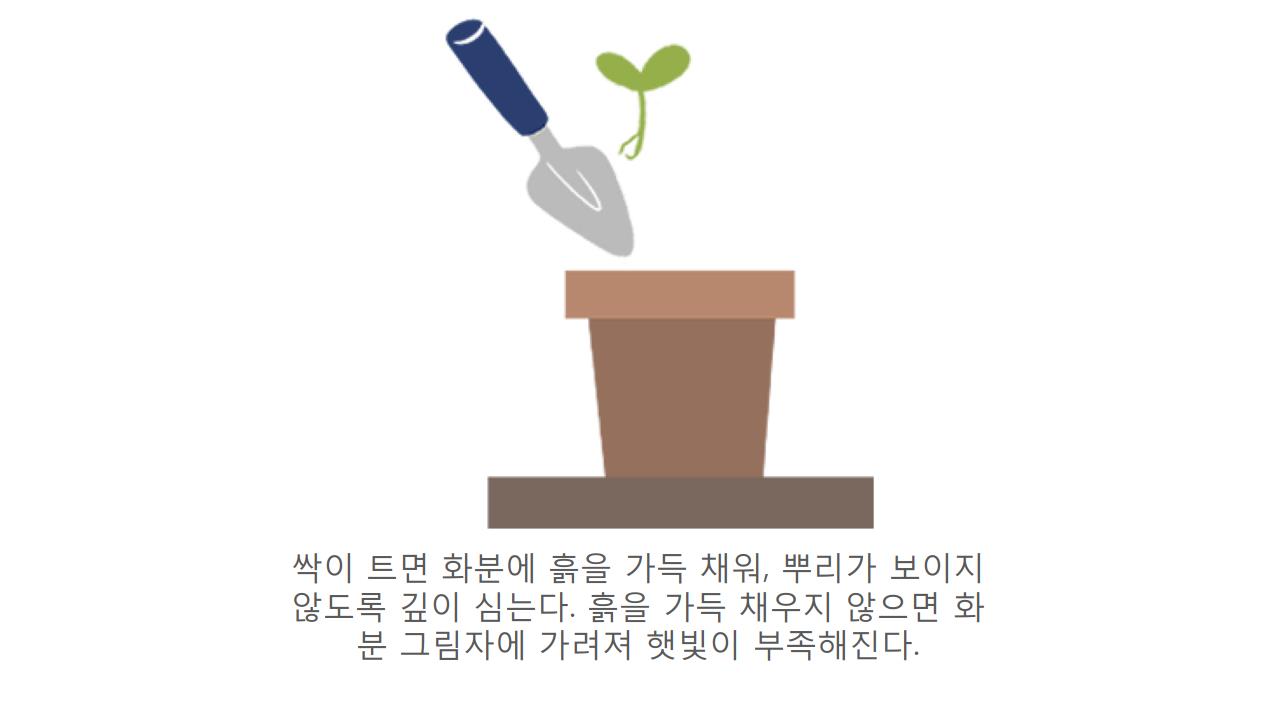 싹이 트면 화분에 흙을 가득 채워, 뿌리가 보이지
않도록 깊이 심는다. 흙을 가득 채우지 않으면 화
분 그림자에 가려져 햇빛이 부족해진다.